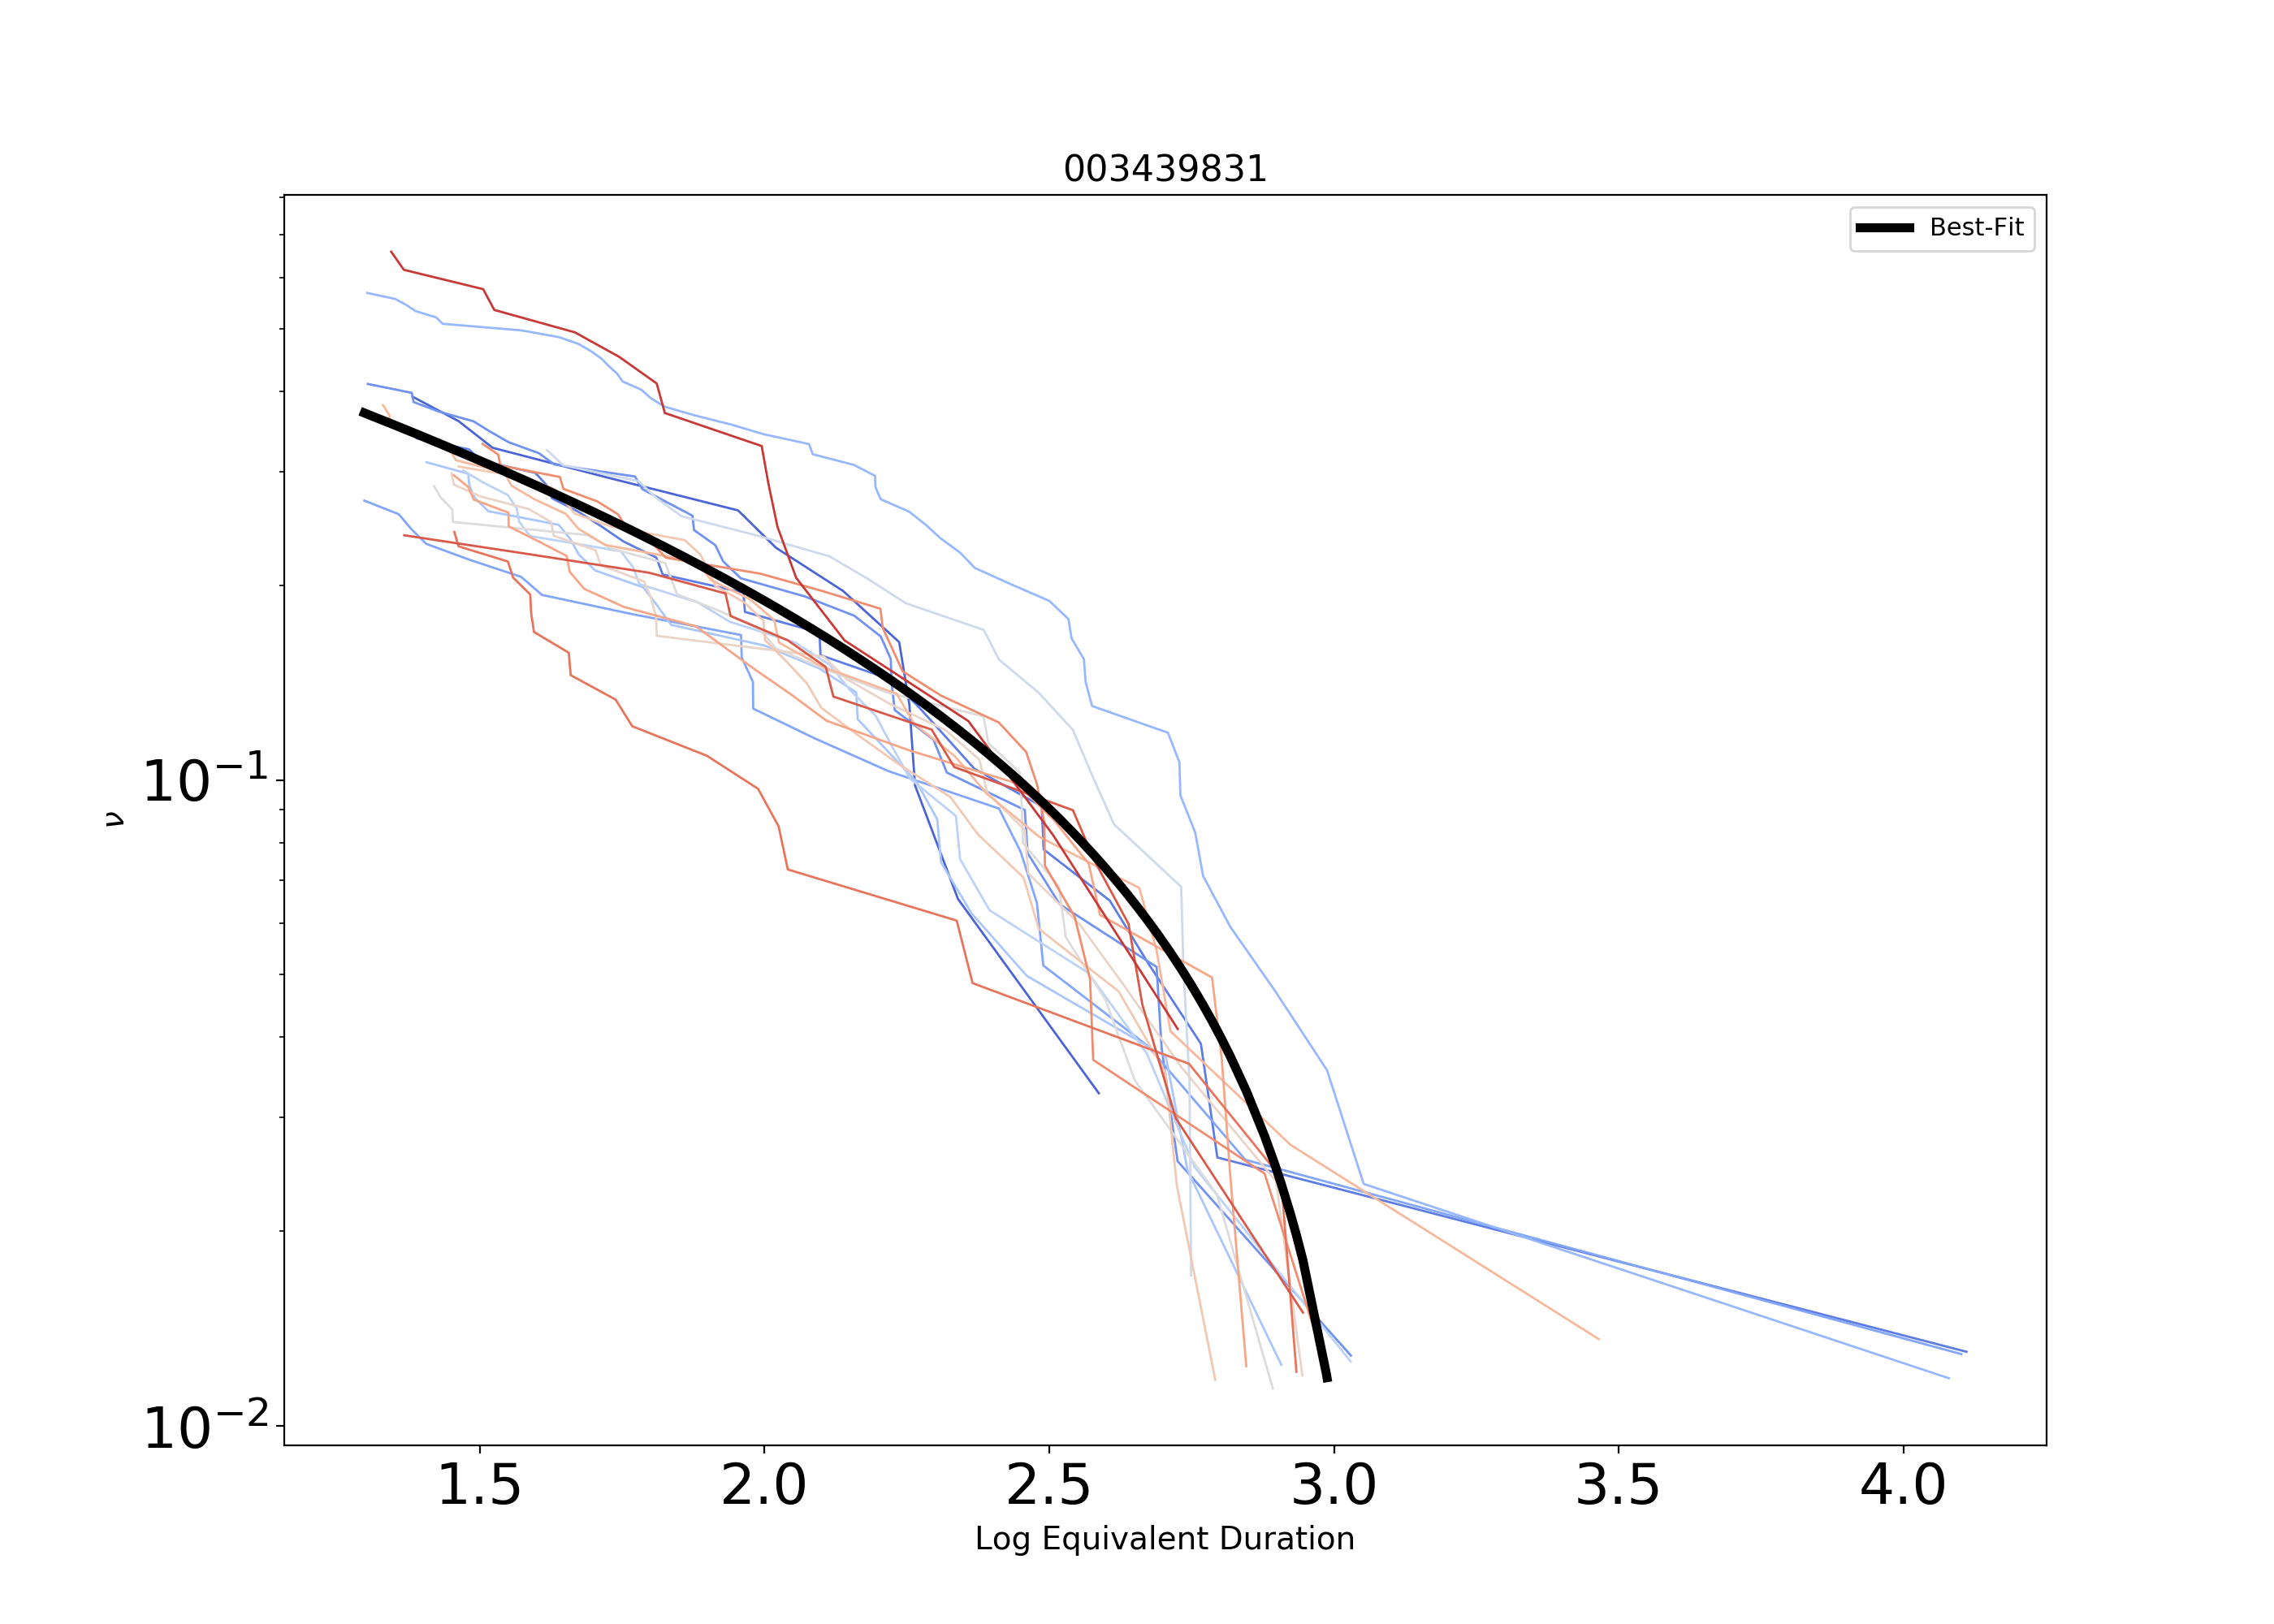 003439831
Best-Fit
10⁻¹
ν
10⁻²
1.5 2.0 2.5 3.0 3.5 4.0
Log Equivalent Duration